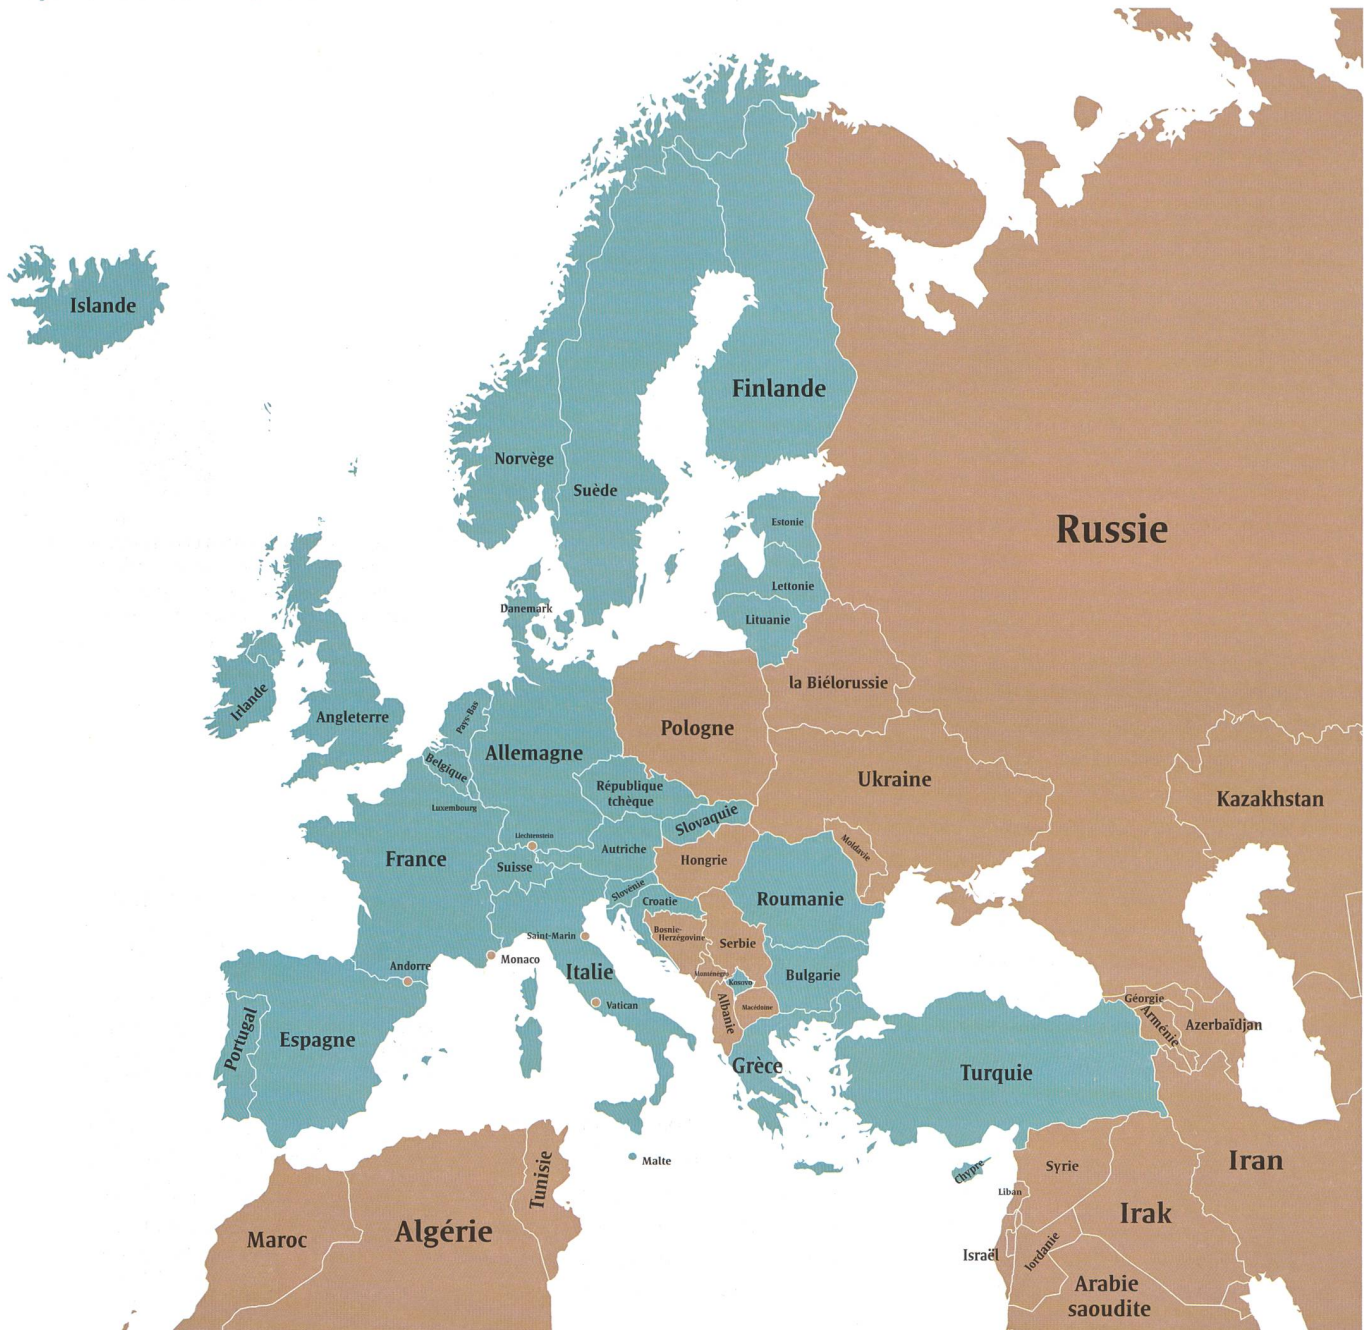 Islande
Finlande
Norvège
Suède
Russie
Estonie
Lettonie
Danemark
Lituanie
la Biélorussie
Irlande
Angleterre
Pays-Bas
Pologne
Allemagne
Belgique
Ukraine
République
tchèque
Kazakhstan
Luxembourg
Slovaquie
Liechtenstein
Autriche
Moldavie
France
Suisse
Hongrie
Slovénie
Croatie
Roumanie
Bosnie-
Herzégovine
Saint-Marin
Serbie
Monaco
Andorre
Italie
Monténégro
Kosovo
Bulgarie
Vatican
Albanie
Macédoine
Géorgie
Arménie
Azerbaïdjan
Portugal
Espagne
Grèce
Turquie
Malte
Chypre
Syrie
Iran
Tunisie
Liban
Maroc
Algérie
Irak
Israël
Jordanie
Arabie
saoudite